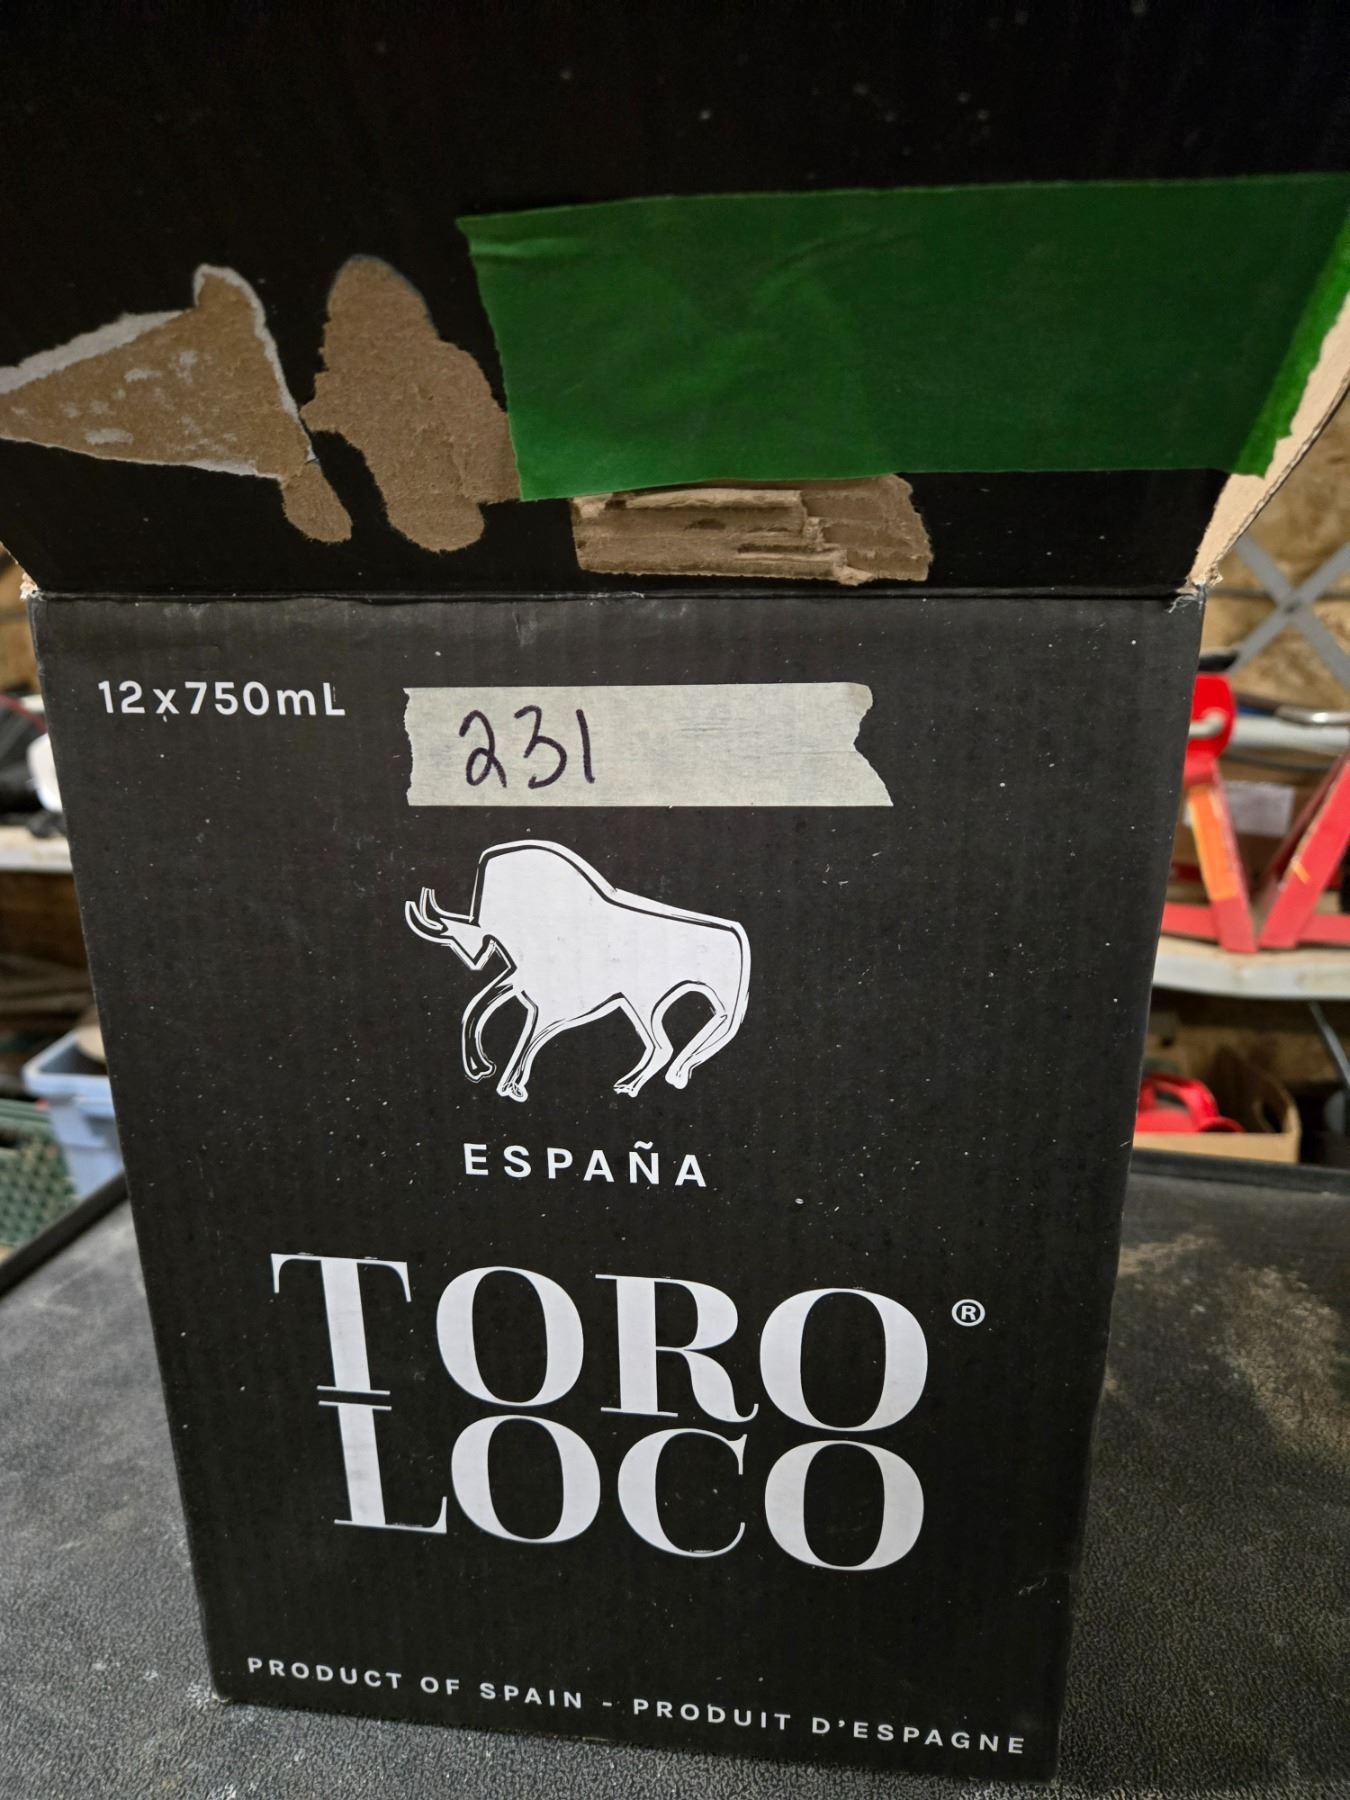 12x750mL
231
ESPAÑA
TORO®
LOCO
PRODUCT OF SPAIN - PRODUIT D'ESPAGNE